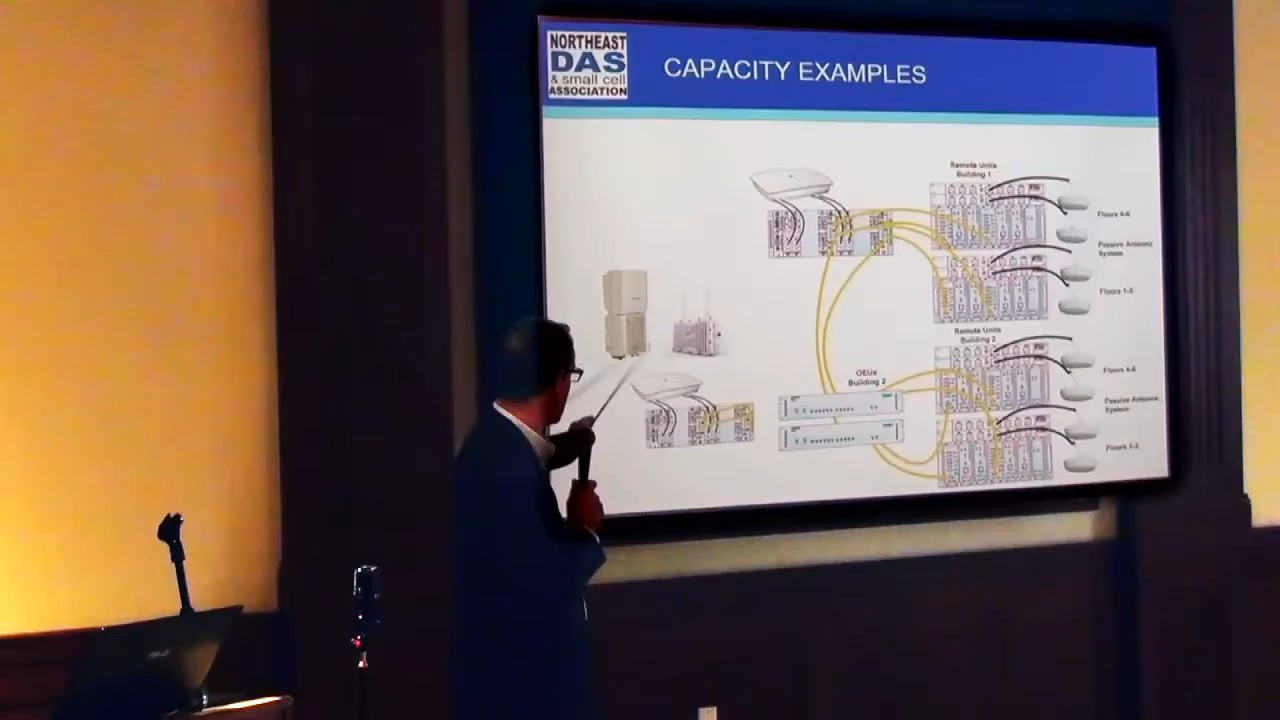 NORTHEAST
DAS
& small cell
ASSOCIATION
CAPACITY EXAMPLES
Remote Units
Building 1
Floors 4-6
Passive Antenna
System
Floors 1-3
Remote Units
Building 2
OEUs
Building 2
Floors 4-6
Passive Antenna
System
Floors 1-3